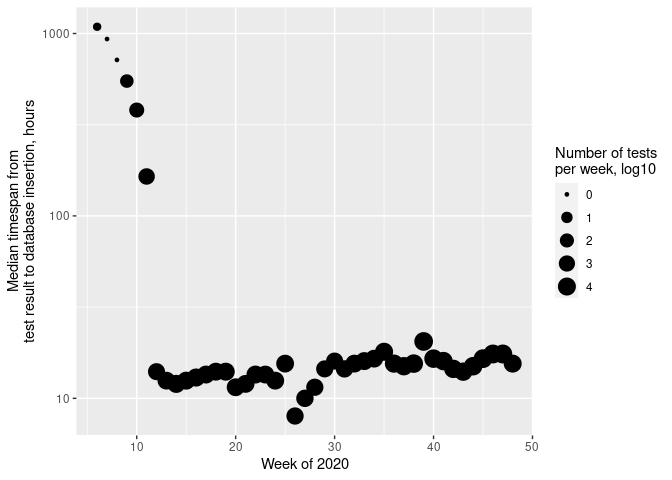 1000
100
10
Median timespan from
test result to database insertion, hours
10
20
30
40
50
Week of 2020
Number of tests
per week, log10
0
1
2
3
4